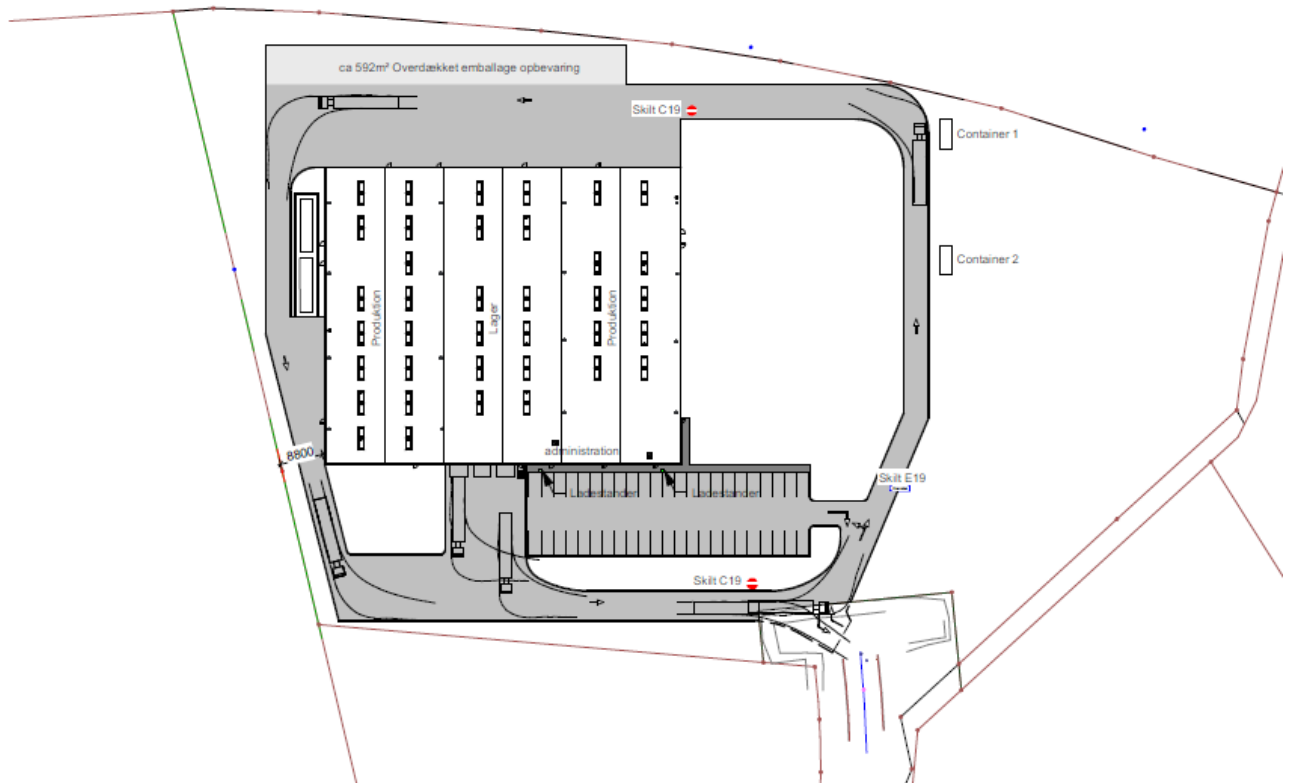 ca 592m² Overdækket emballage opbevaring
Skilt C19
Container 1
Container 2
Produktion
Lager
Produktion
administration
8800
Ladestander
Ladestander
Skilt E19
Skilt C19